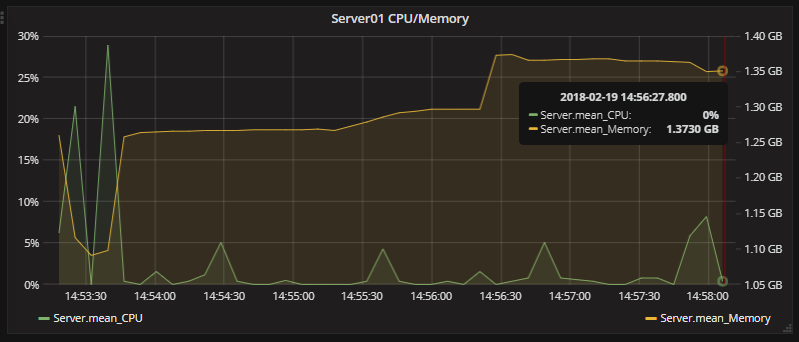 Server01 CPU/Memory
30%
25%
20%
15%
10%
5%
0%
1.40 GB
1.35 GB
1.30 GB
1.25 GB
1.20 GB
1.15 GB
1.10 GB
1.05 GB
2018-02-19 14:56:27.800
Server.mean_CPU: 0%
Server.mean_Memory: 1.3730 GB
14:53:30 14:54:00 14:54:30 14:55:00 14:55:30 14:56:00 14:56:30 14:57:00 14:57:30 14:58:00
Server.mean_CPU Server.mean_Memory